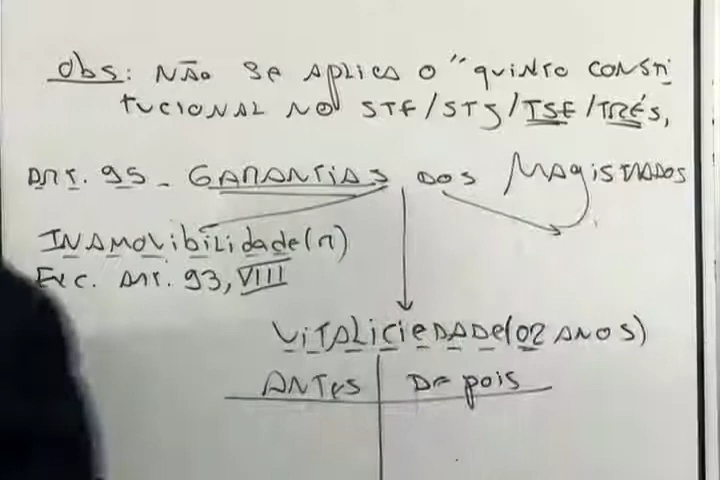 Obs: NÃO SE APLICA O "QUINTO CONSTI
TUCIONAL NO STF/STJ/TSE/TRÉS,
ART. 95 - GARANTIAS DOS MAGISTRADOS
INAMOVIBILIDADE(n)
EXC. ART. 93, VIII
VITALICIEDADE(02 ANOS)
ANTES DEPOIS